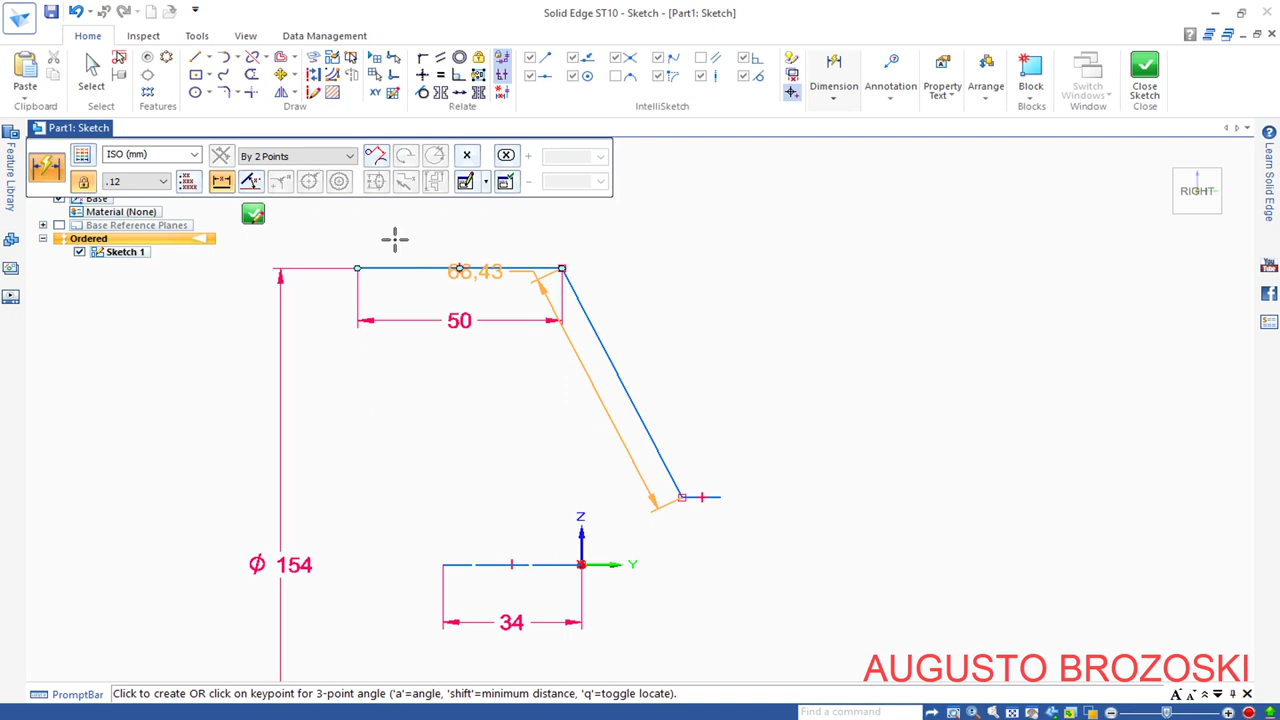 Solid Edge ST10 - Sketch - [Part1: Sketch]
Home Inspect Tools View Data Management
Paste Select Dimension Annotation Property Text Arrange Block Switch Windows Close Sketch
Clipboard Select Features Draw Relate IntelliSketch Blocks Window Close
Part1: Sketch
ISO (mm) By 2 Points
.12
Base
Material (None)
Base Reference Planes
Ordered
Sketch 1
Feature Library
Learn Solid Edge
You Tube
RIGHT
66,43
50
Z
Φ 154
Y
34
AUGUSTO BROZOSKI
PromptBar Click to create OR click on keypoint for 3-point angle ('a'=angle, 'shift'=minimum distance, 'q'=toggle locate).
Find a command